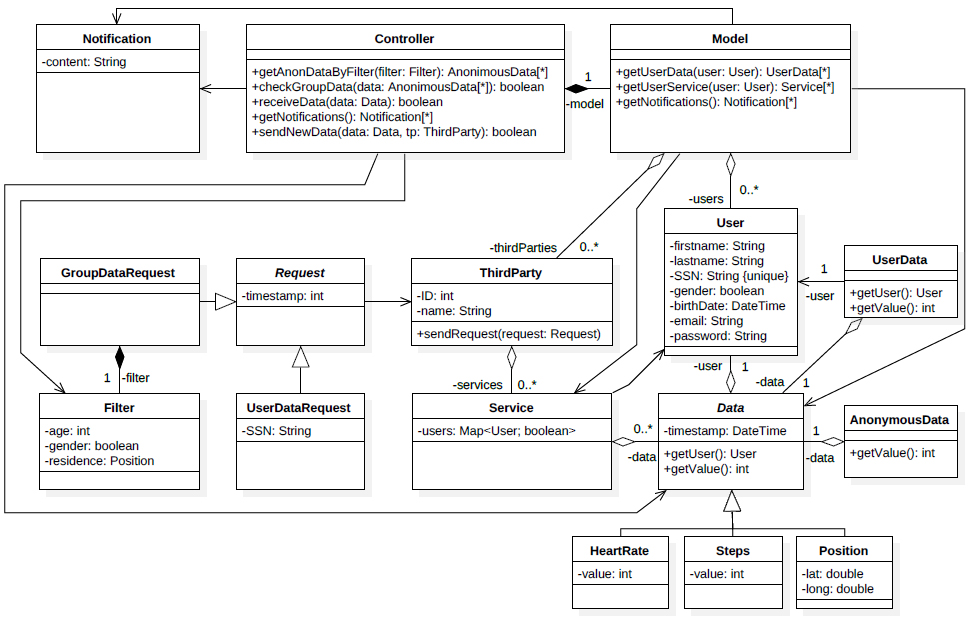 Notification
-content: String
Controller
+getAnonDataByFilter(filter: Filter): AnonimousData[*]
+checkGroupData(data: AnonimousData[*]): boolean
+receiveData(data: Data): boolean
+getNotifications(): Notification[*]
+sendNewData(data: Data, tp: ThirdParty): boolean
1
-model
Model
+getUserData(user: User): UserData[*]
+getUserService(user: User): Service[*]
+getNotifications(): Notification[*]
0..*
-users
-thirdParties
0..*
User
-firstname: String
-lastname: String
-SSN: String {unique}
-gender: boolean
-birthDate: DateTime
-email: String
-password: String
1
-user
UserData
+getUser(): User
+getValue(): int
GroupDataRequest
Request
-timestamp: int
ThirdParty
-ID: int
-name: String
+sendRequest(request: Request)
1
-filter
-services
0..*
-user
1
-data
1
Filter
-age: int
-gender: boolean
-residence: Position
UserDataRequest
-SSN: String
Service
-users: Map<User; boolean>
0..*
-data
Data
-timestamp: DateTime
+getUser(): User
+getValue(): int
1
-data
AnonymousData
+getValue(): int
HeartRate
-value: int
Steps
-value: int
Position
-lat: double
-long: double